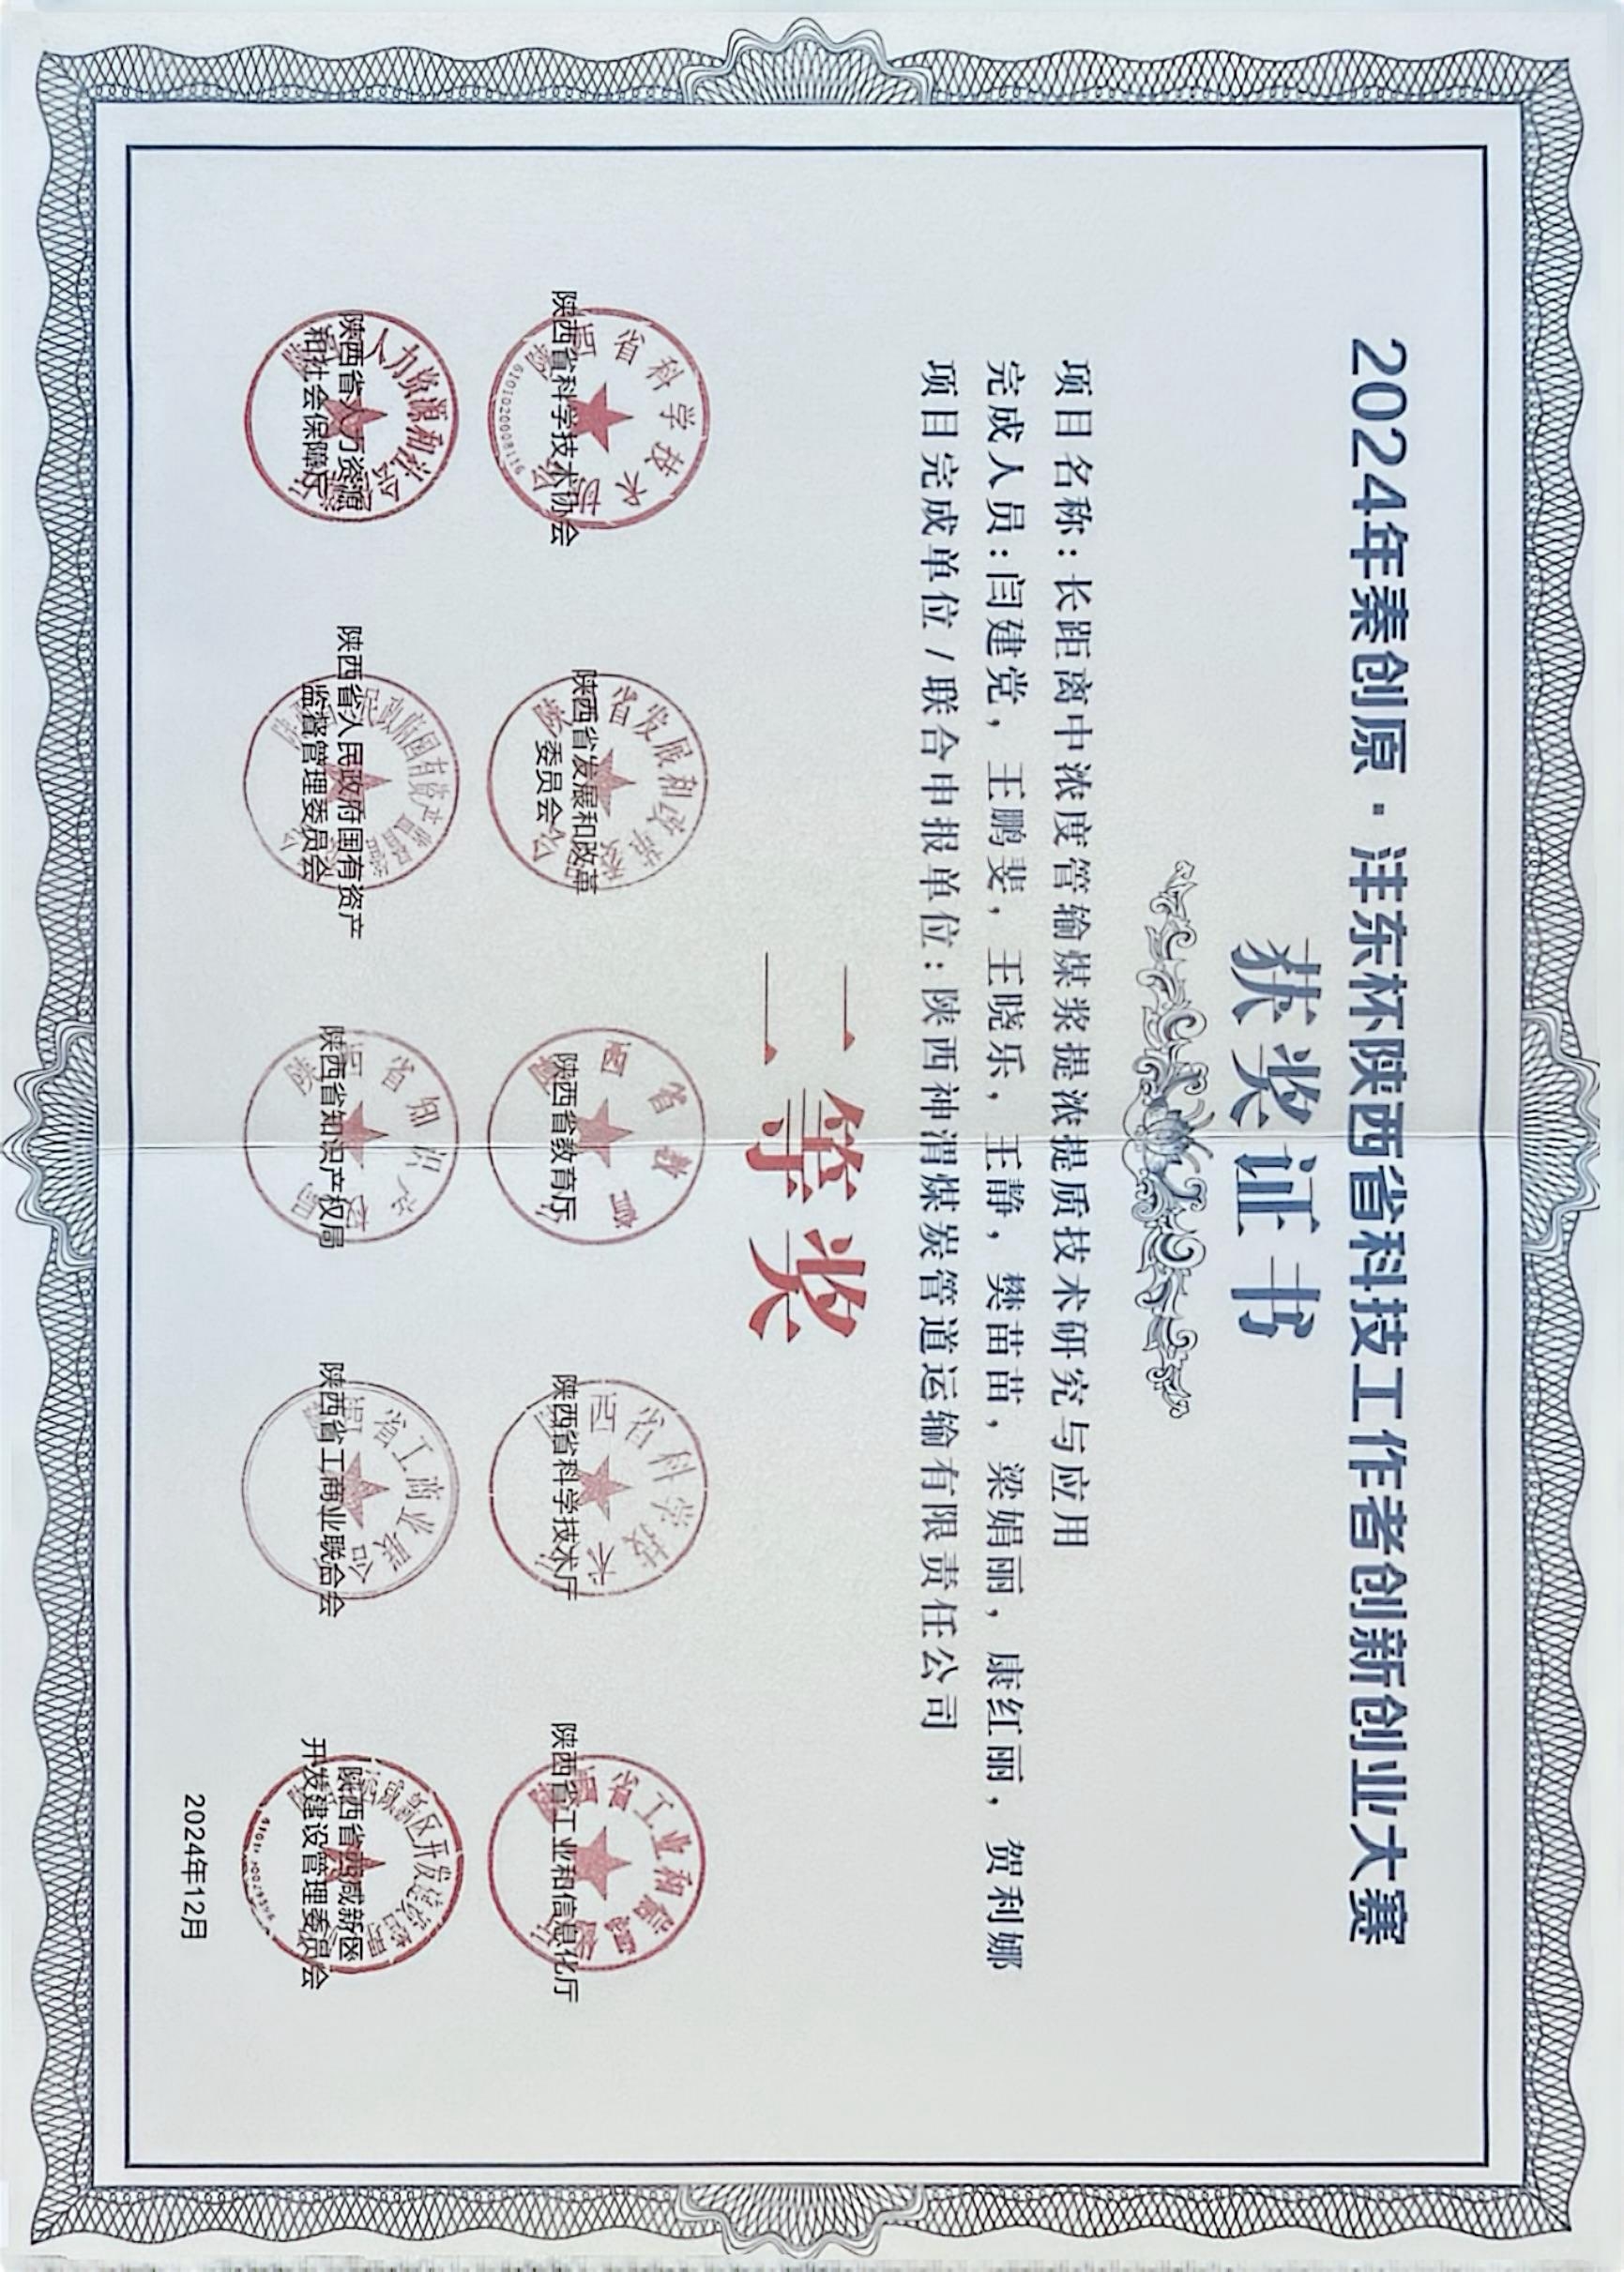 2024年秦创原·沣东杯陕西省科技工作者创新创业大赛
获奖证书
项目名称：长距离中浓度管输煤浆提浓提质技术研究与应用
完成人员：闫建党，王鹏斐，王晓乐，王静，樊苗苗，梁娟丽，康红丽，贺利娜
项目完成单位/联合申报单位：陕西神渭煤炭管道运输有限责任公司
二等奖
陕西省科学技术协会
陕西省发展和改革
委员会
陕西省教育厅
陕西省科学技术厅
陕西省工业和信息化厅
陕西省人力资源
和社会保障厅
陕西省人民政府国有资产
监督管理委员会
陕西省知识产权局
陕西省工商业联合会
陕西省西咸新区
开发建设管理委员会
2024年12月